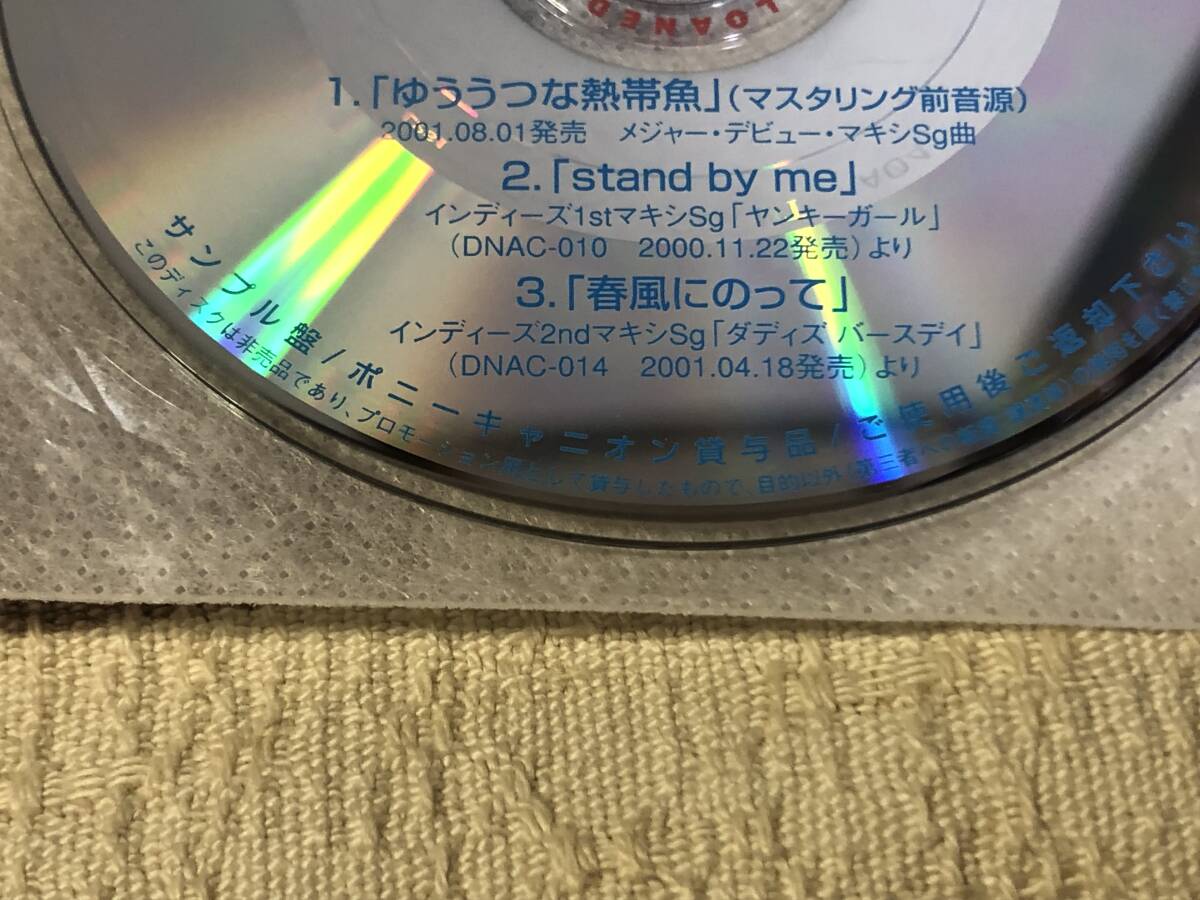 LOANED
1.「ゆううつな熱帯魚」(マスタリング前音源)
2001.08.01発売 メジャー・デビュー・マキシSg曲
2.「stand by me」
インディーズ1stマキシSg「ヤンキーガール」
(DNAC-010 2000.11.22発売)より
3.「春風にのって」
インディーズ2ndマキシSg「ダディズ バースデイ」
(DNAC-014 2001.04.18発売)より
サンプル盤/ポニーキャニオン貸与品/ご使用後ご返却下さい
このディスクは非売品であり、プロモーション用として貸与したもので、目的以外(第三者への